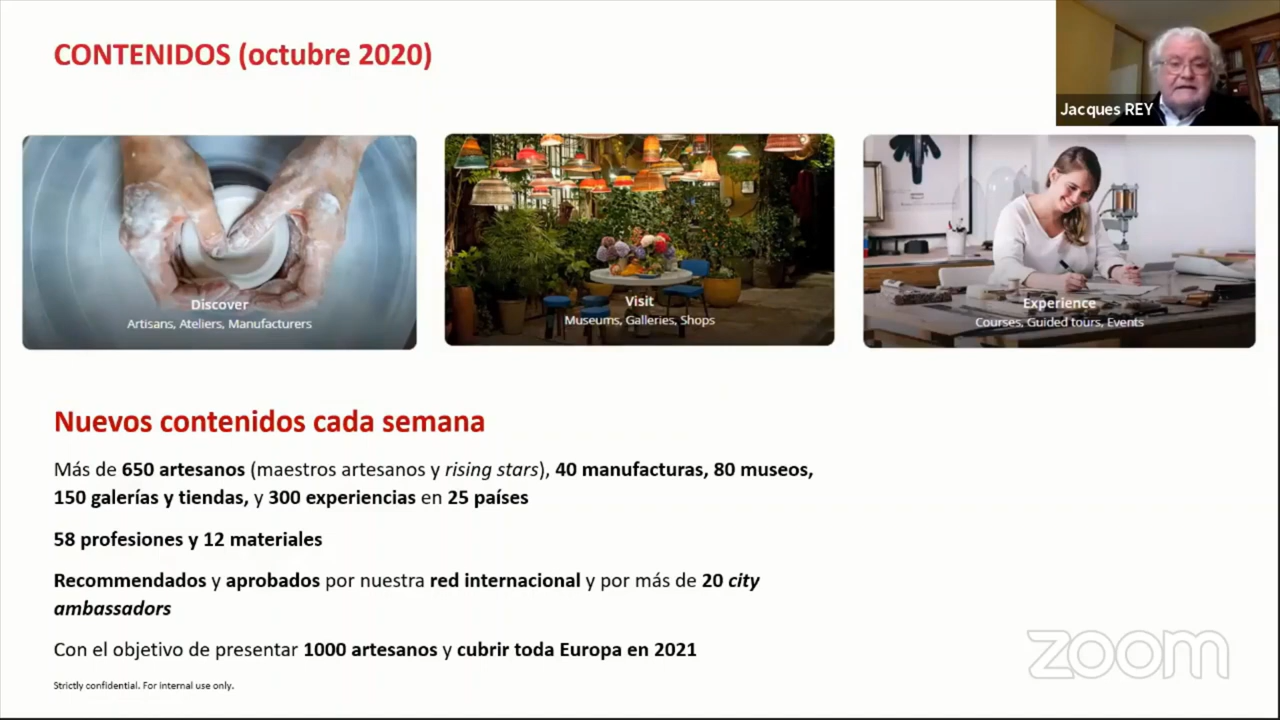 CONTENIDOS (octubre 2020)
Jacques REY
Discover
Artisans, Ateliers, Manufacturers
Visit
Museums, Galleries, Shops
Experience
Courses, Guided tours, Events
Nuevos contenidos cada semana
Más de 650 artesanos (maestros artesanos y rising stars), 40 manufacturas, 80 museos,
150 galerías y tiendas, y 300 experiencias en 25 países
58 profesiones y 12 materiales
Recommendados y aprobados por nuestra red internacional y por más de 20 city
ambassadors
Con el objetivo de presentar 1000 artesanos y cubrir toda Europa en 2021
Strictly confidential. For internal use only.
zoom